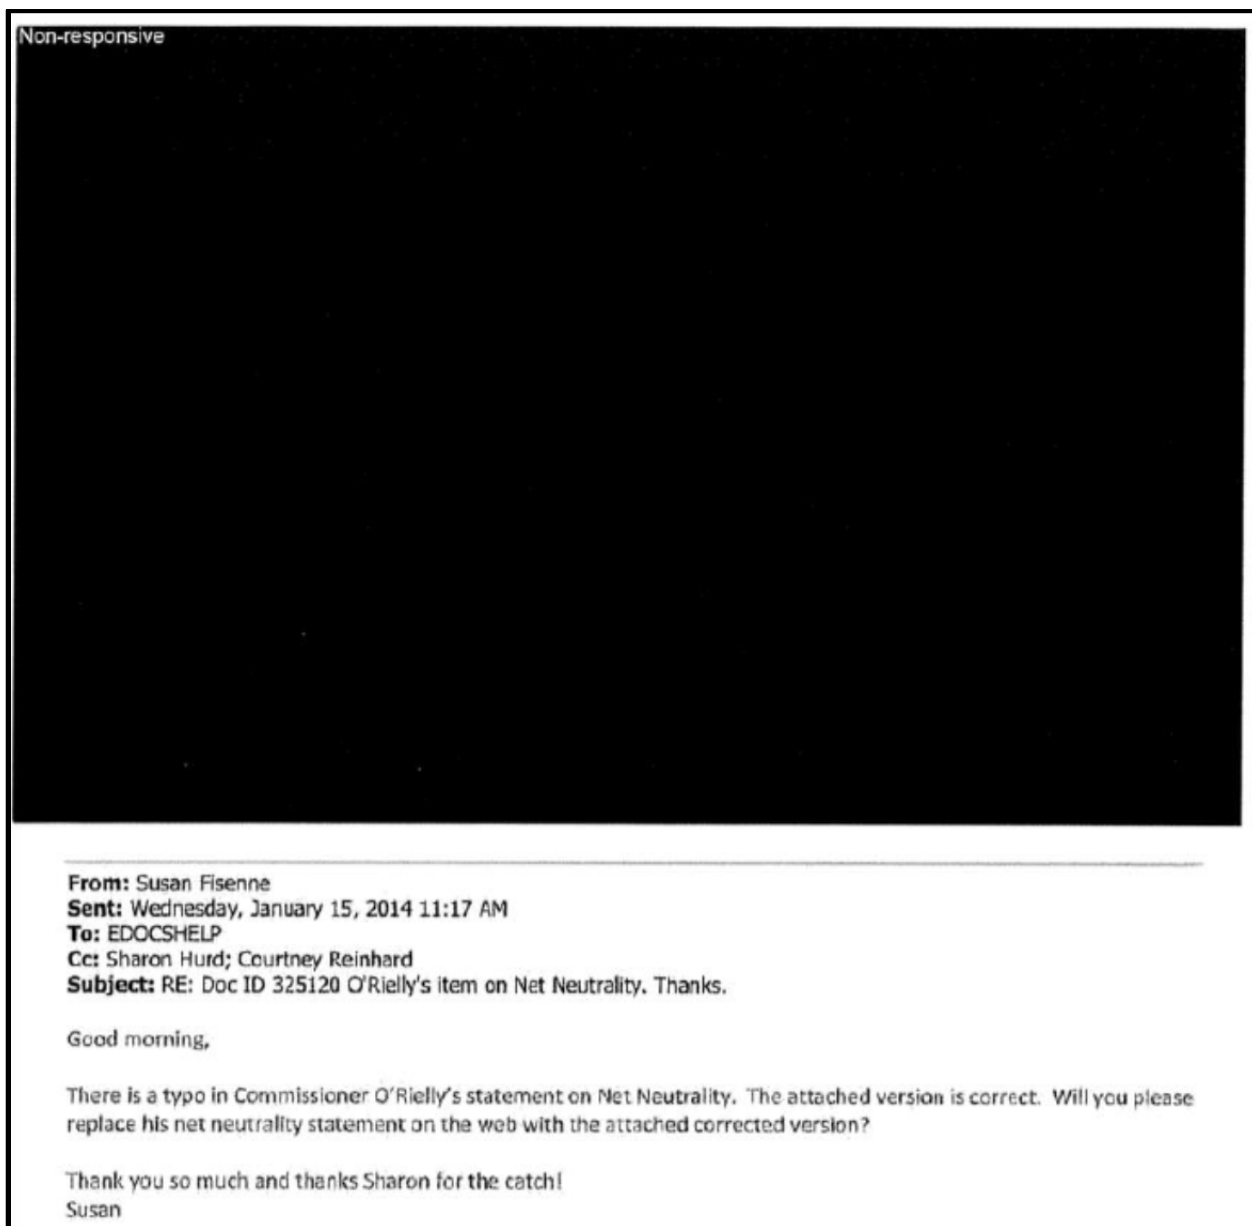 Non-responsive
From: Susan Fisenne
Sent: Wednesday, January 15, 2014 11:17 AM
To: EDOCSHELP
Cc: Sharon Hurd; Courtney Reinhard
Subject: RE: Doc ID 325120 O'Rielly's item on Net Neutrality. Thanks.
Good morning,
There is a typo in Commissioner O'Rielly's statement on Net Neutrality. The attached version is correct. Will you please
replace his net neutrality statement on the web with the attached corrected version?
Thank you so much and thanks Sharon for the catch!
Susan